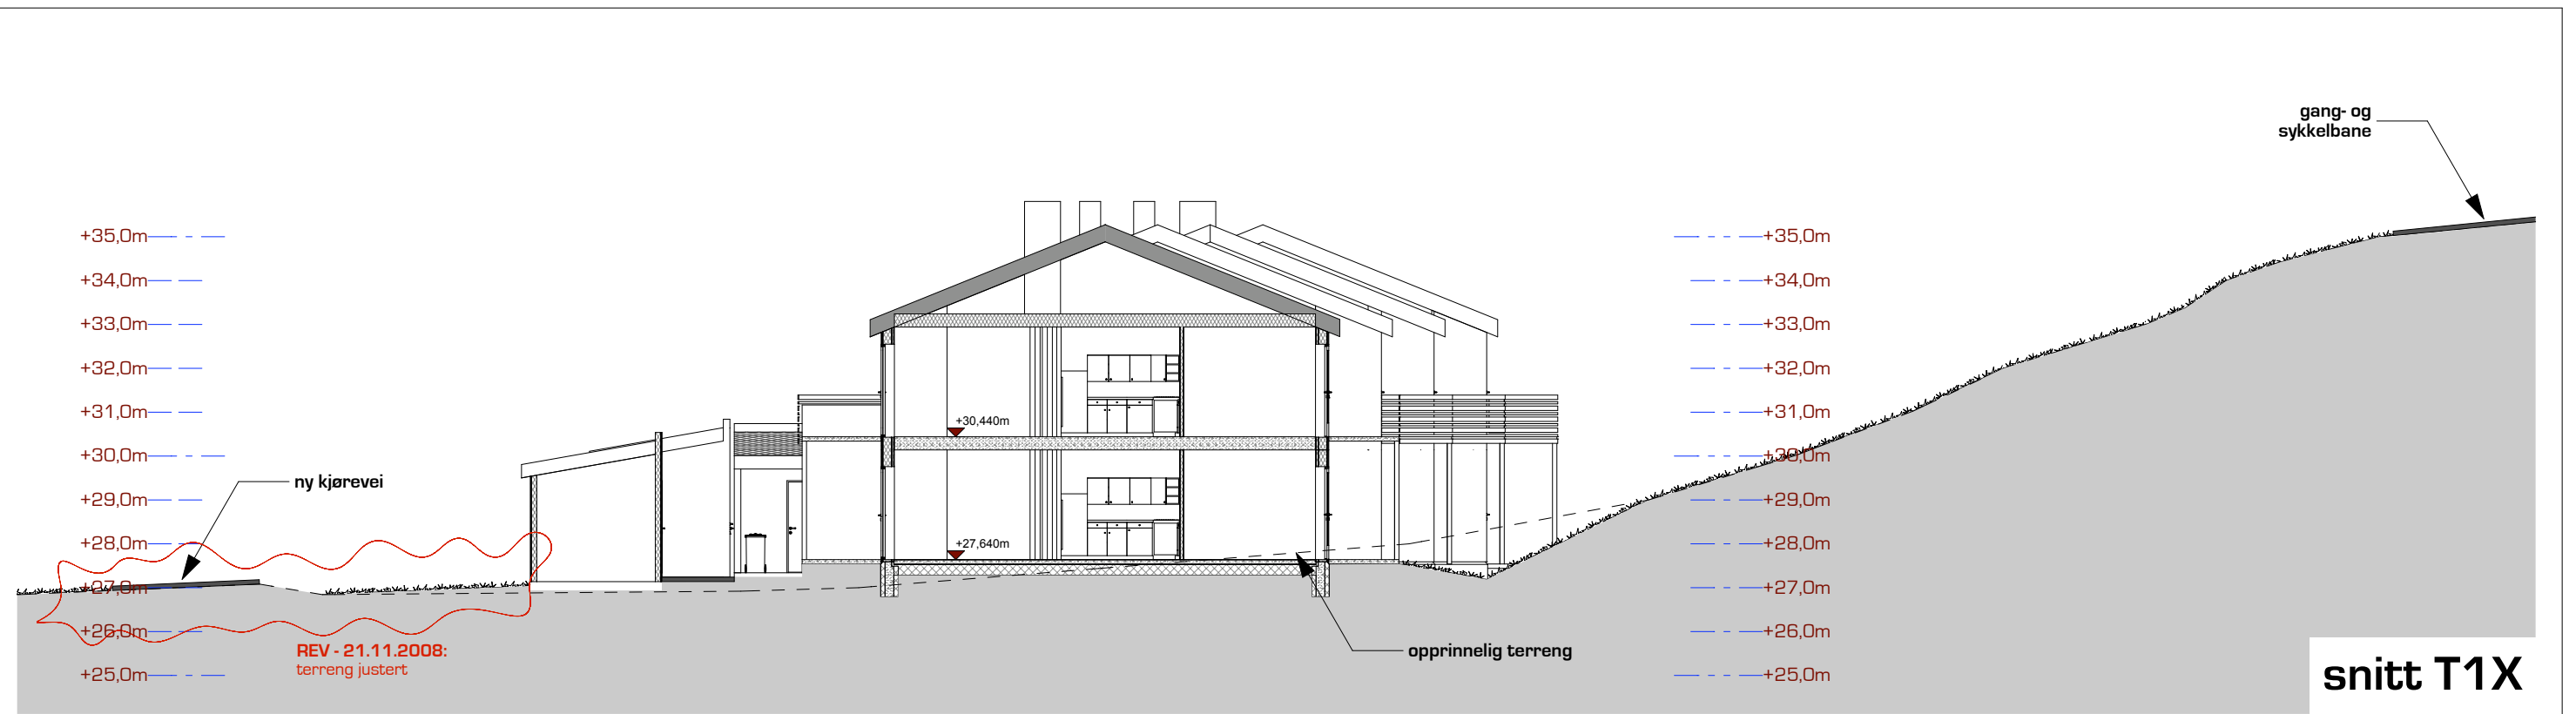 gang- og
sykkelbane
+35,0m
+34,0m
+33,0m
+32,0m
+31,0m
+30,0m
+29,0m
+28,0m
+27,0m
+26,0m
+25,0m
ny kjørevei
REV - 21.11.2008:
terreng justert
+30,440m
+27,640m
opprinnelig terreng
+35,0m
+34,0m
+33,0m
+32,0m
+31,0m
+30,0m
+29,0m
+28,0m
+27,0m
+26,0m
+25,0m
snitt T1X